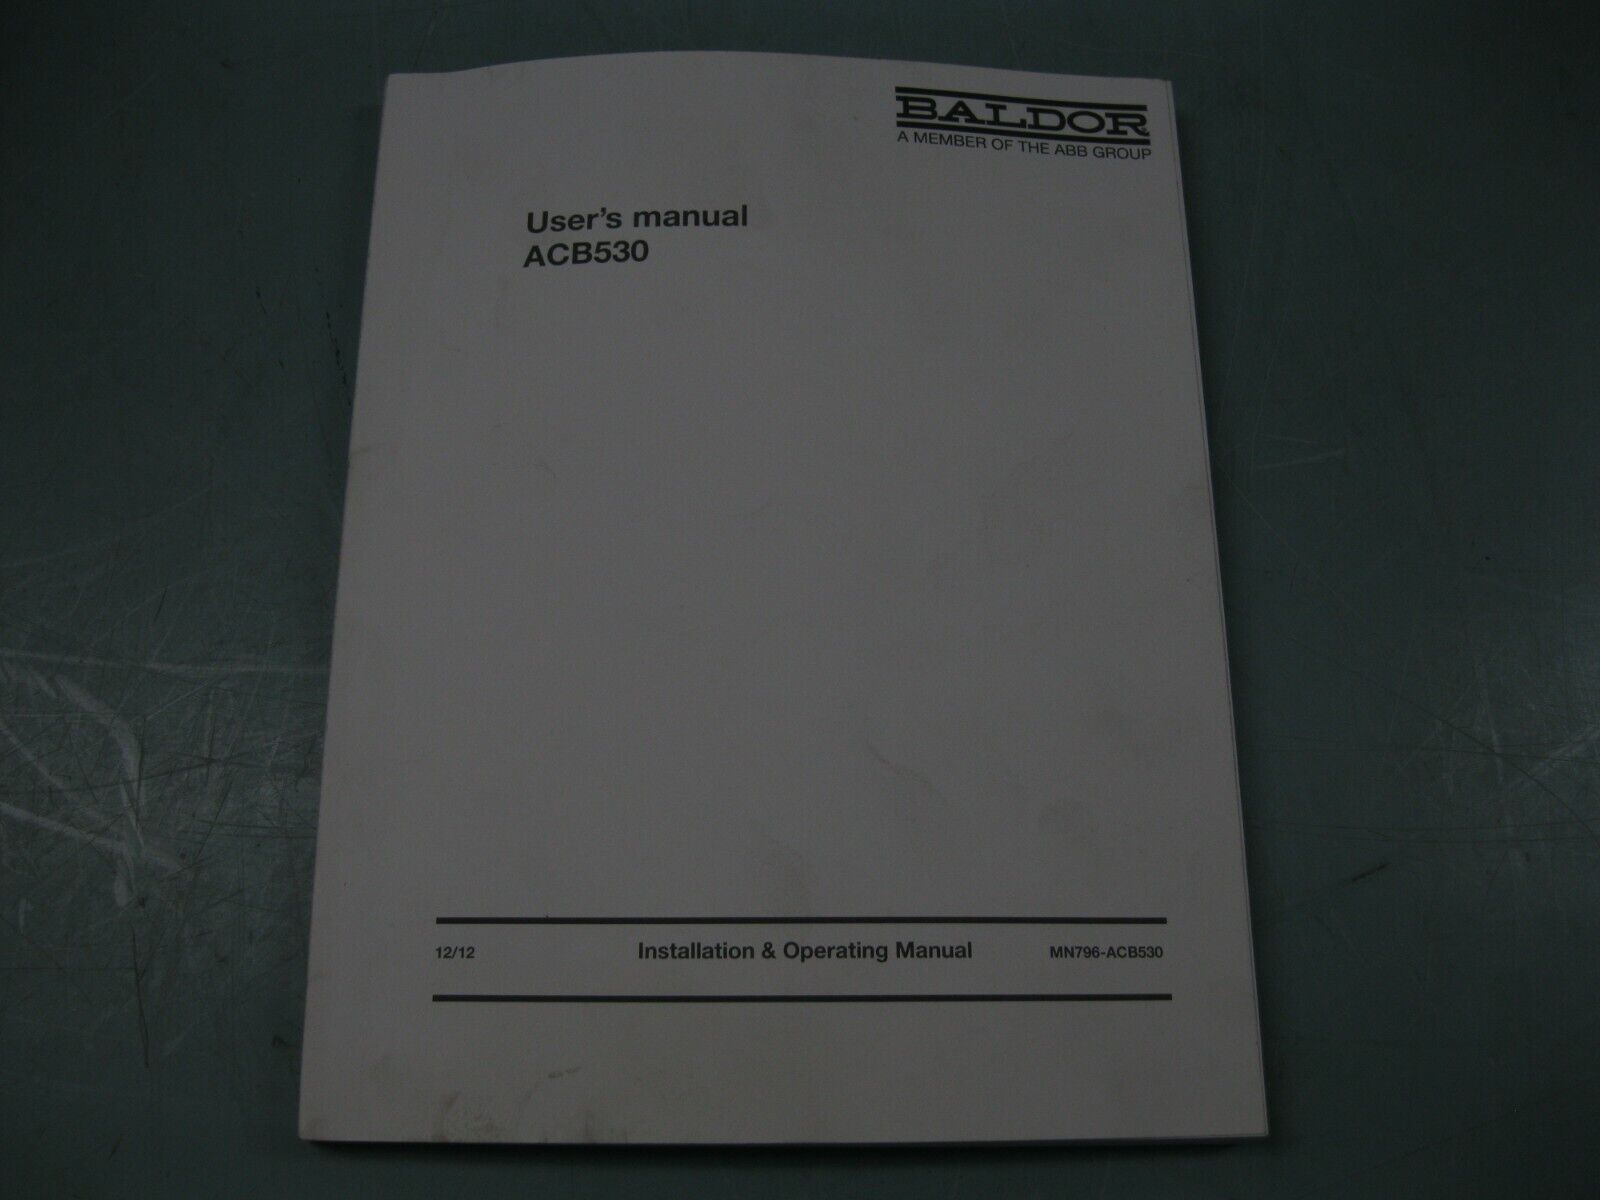 BALDOR
A MEMBER OF THE ABB GROUP
User's manual
ACB530
12/12 Installation & Operating Manual MN796-ACB530